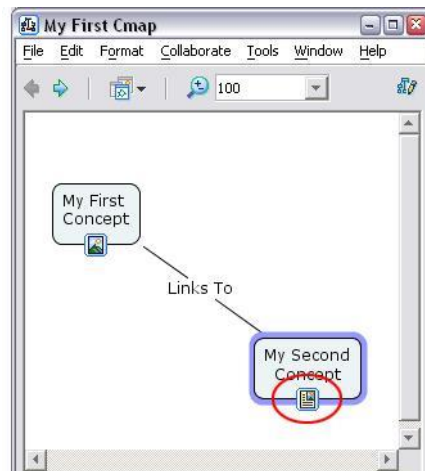 My First Cmap
File Edit Format Collaborate Tools Window Help
100
My First
Concept
Links To
My Second
Concept